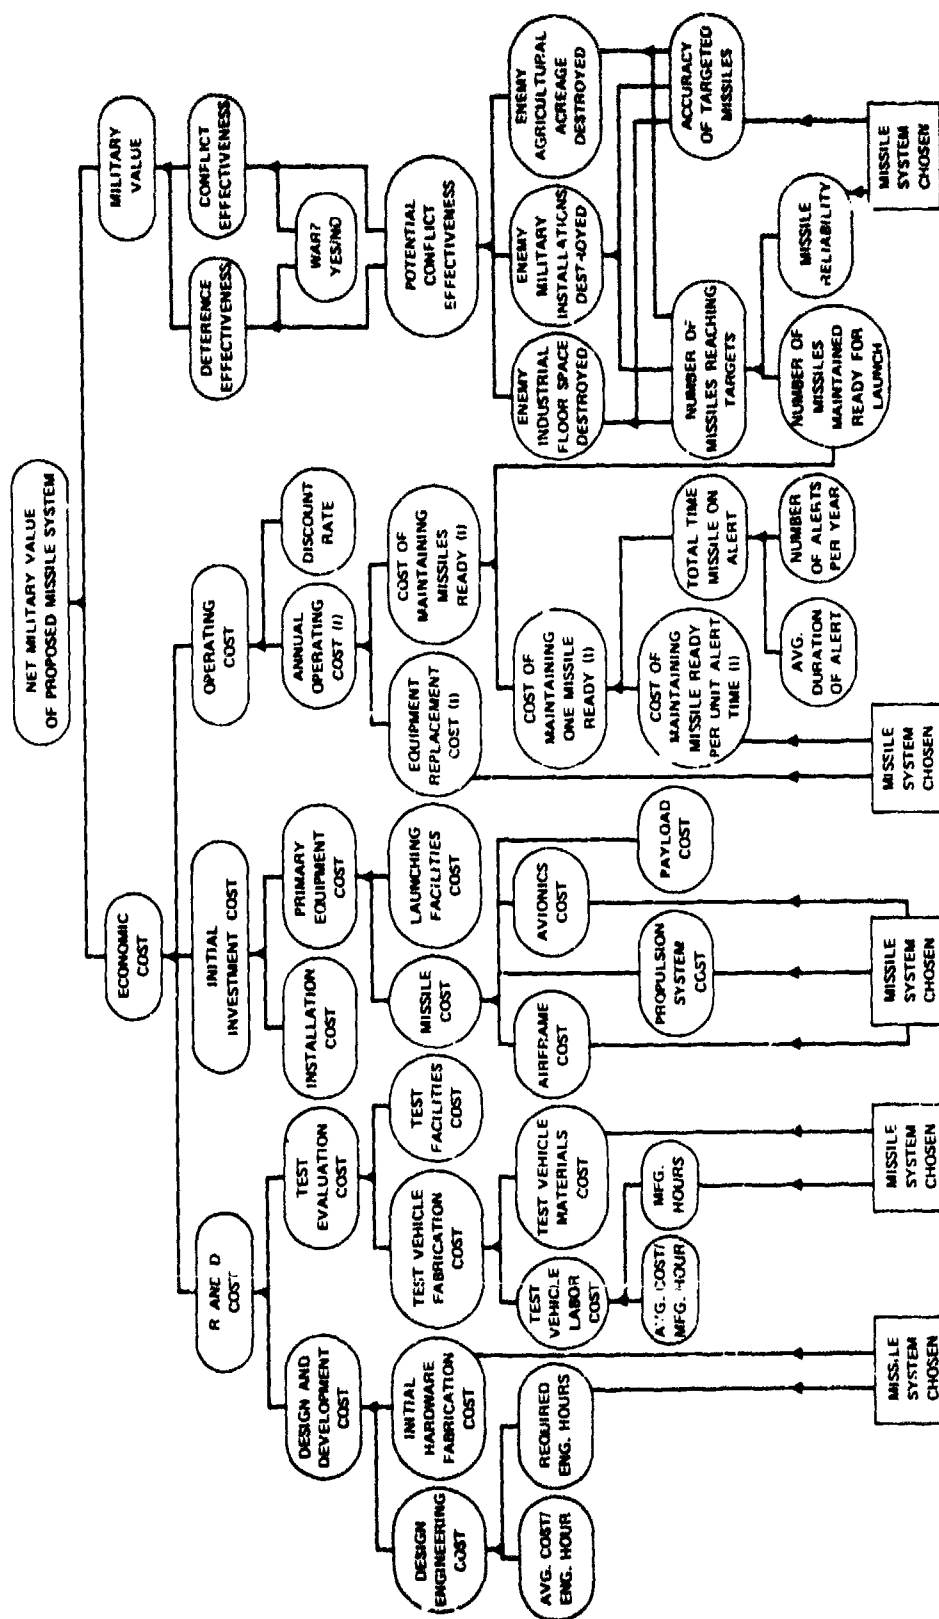 NET MILITARY VALUE
OF PROPOSED MISSILE SYSTEM
ECONOMIC
COST
MILITARY
VALUE
R AND D
COST
INITIAL
INVESTMENT COST
OPERATING
COST
DETERENCE
EFFECTIVENESS
CONFLICT
EFFECTIVENESS
DESIGN AND
DEVELOPMENT
COST
TEST
EVALUATION
COST
INSTALLATION
COST
PRIMARY
EQUIPMENT
COST
ANNUAL
OPERATING
COST (I)
DISCOUNT
RATE
WAR?
YES/NO
DESIGN
ENGINEERING
COST
INITIAL
HARDWARE
FABRICATION
COST
TEST VEHICLE
FABRICATION
COST
TEST
FACILITIES
COST
MISSILE
COST
LAUNCHING
FACILITIES
COST
EQUIPMENT
REPLACEMENT
COST (I)
COST OF
MAINTAINING
MISSILES
READY (I)
POTENTIAL
CONFLICT
EFFECTIVENESS
AVG. COST/
ENG. HOUR
REQUIRED
ENG. HOURS
TEST
VEHICLE
LABOR
COST
TEST VEHICLE
MATERIALS
COST
AIRFRAME
COST
PROPULSION
SYSTEM
COST
AVIONICS
COST
PAYLOAD
COST
COST OF
MAINTAINING
ONE MISSILE
READY (I)
ENEMY
INDUSTRIAL
FLOOR SPACE
DESTROYED
ENEMY
MILITARY
INSTALLATIONS
DESTROYED
ENEMY
AGRICULTURAL
ACREAGE
DESTROYED
AVG. COST/
MFG. HOUR
MFG.
HOURS
COST OF
MAINTAINING
MISSILE READY
PER UNIT ALERT
TIME (I)
TOTAL TIME
MISSILE ON
ALERT
NUMBER OF
MISSILES REACHING
TARGETS
ACCURACY
OF TARGETED
MISSILES
AVG.
DURATION
OF ALERT
NUMBER
OF ALERTS
PER YEAR
NUMBER OF
MISSILES
MAINTAINED
READY FOR
LAUNCH
MISSILE
RELIABILITY
MISSILE
SYSTEM
CHOSEN
MISSILE
SYSTEM
CHOSEN
MISSILE
SYSTEM
CHOSEN
MISSILE
SYSTEM
CHOSEN
MISSILE
SYSTEM
CHOSEN